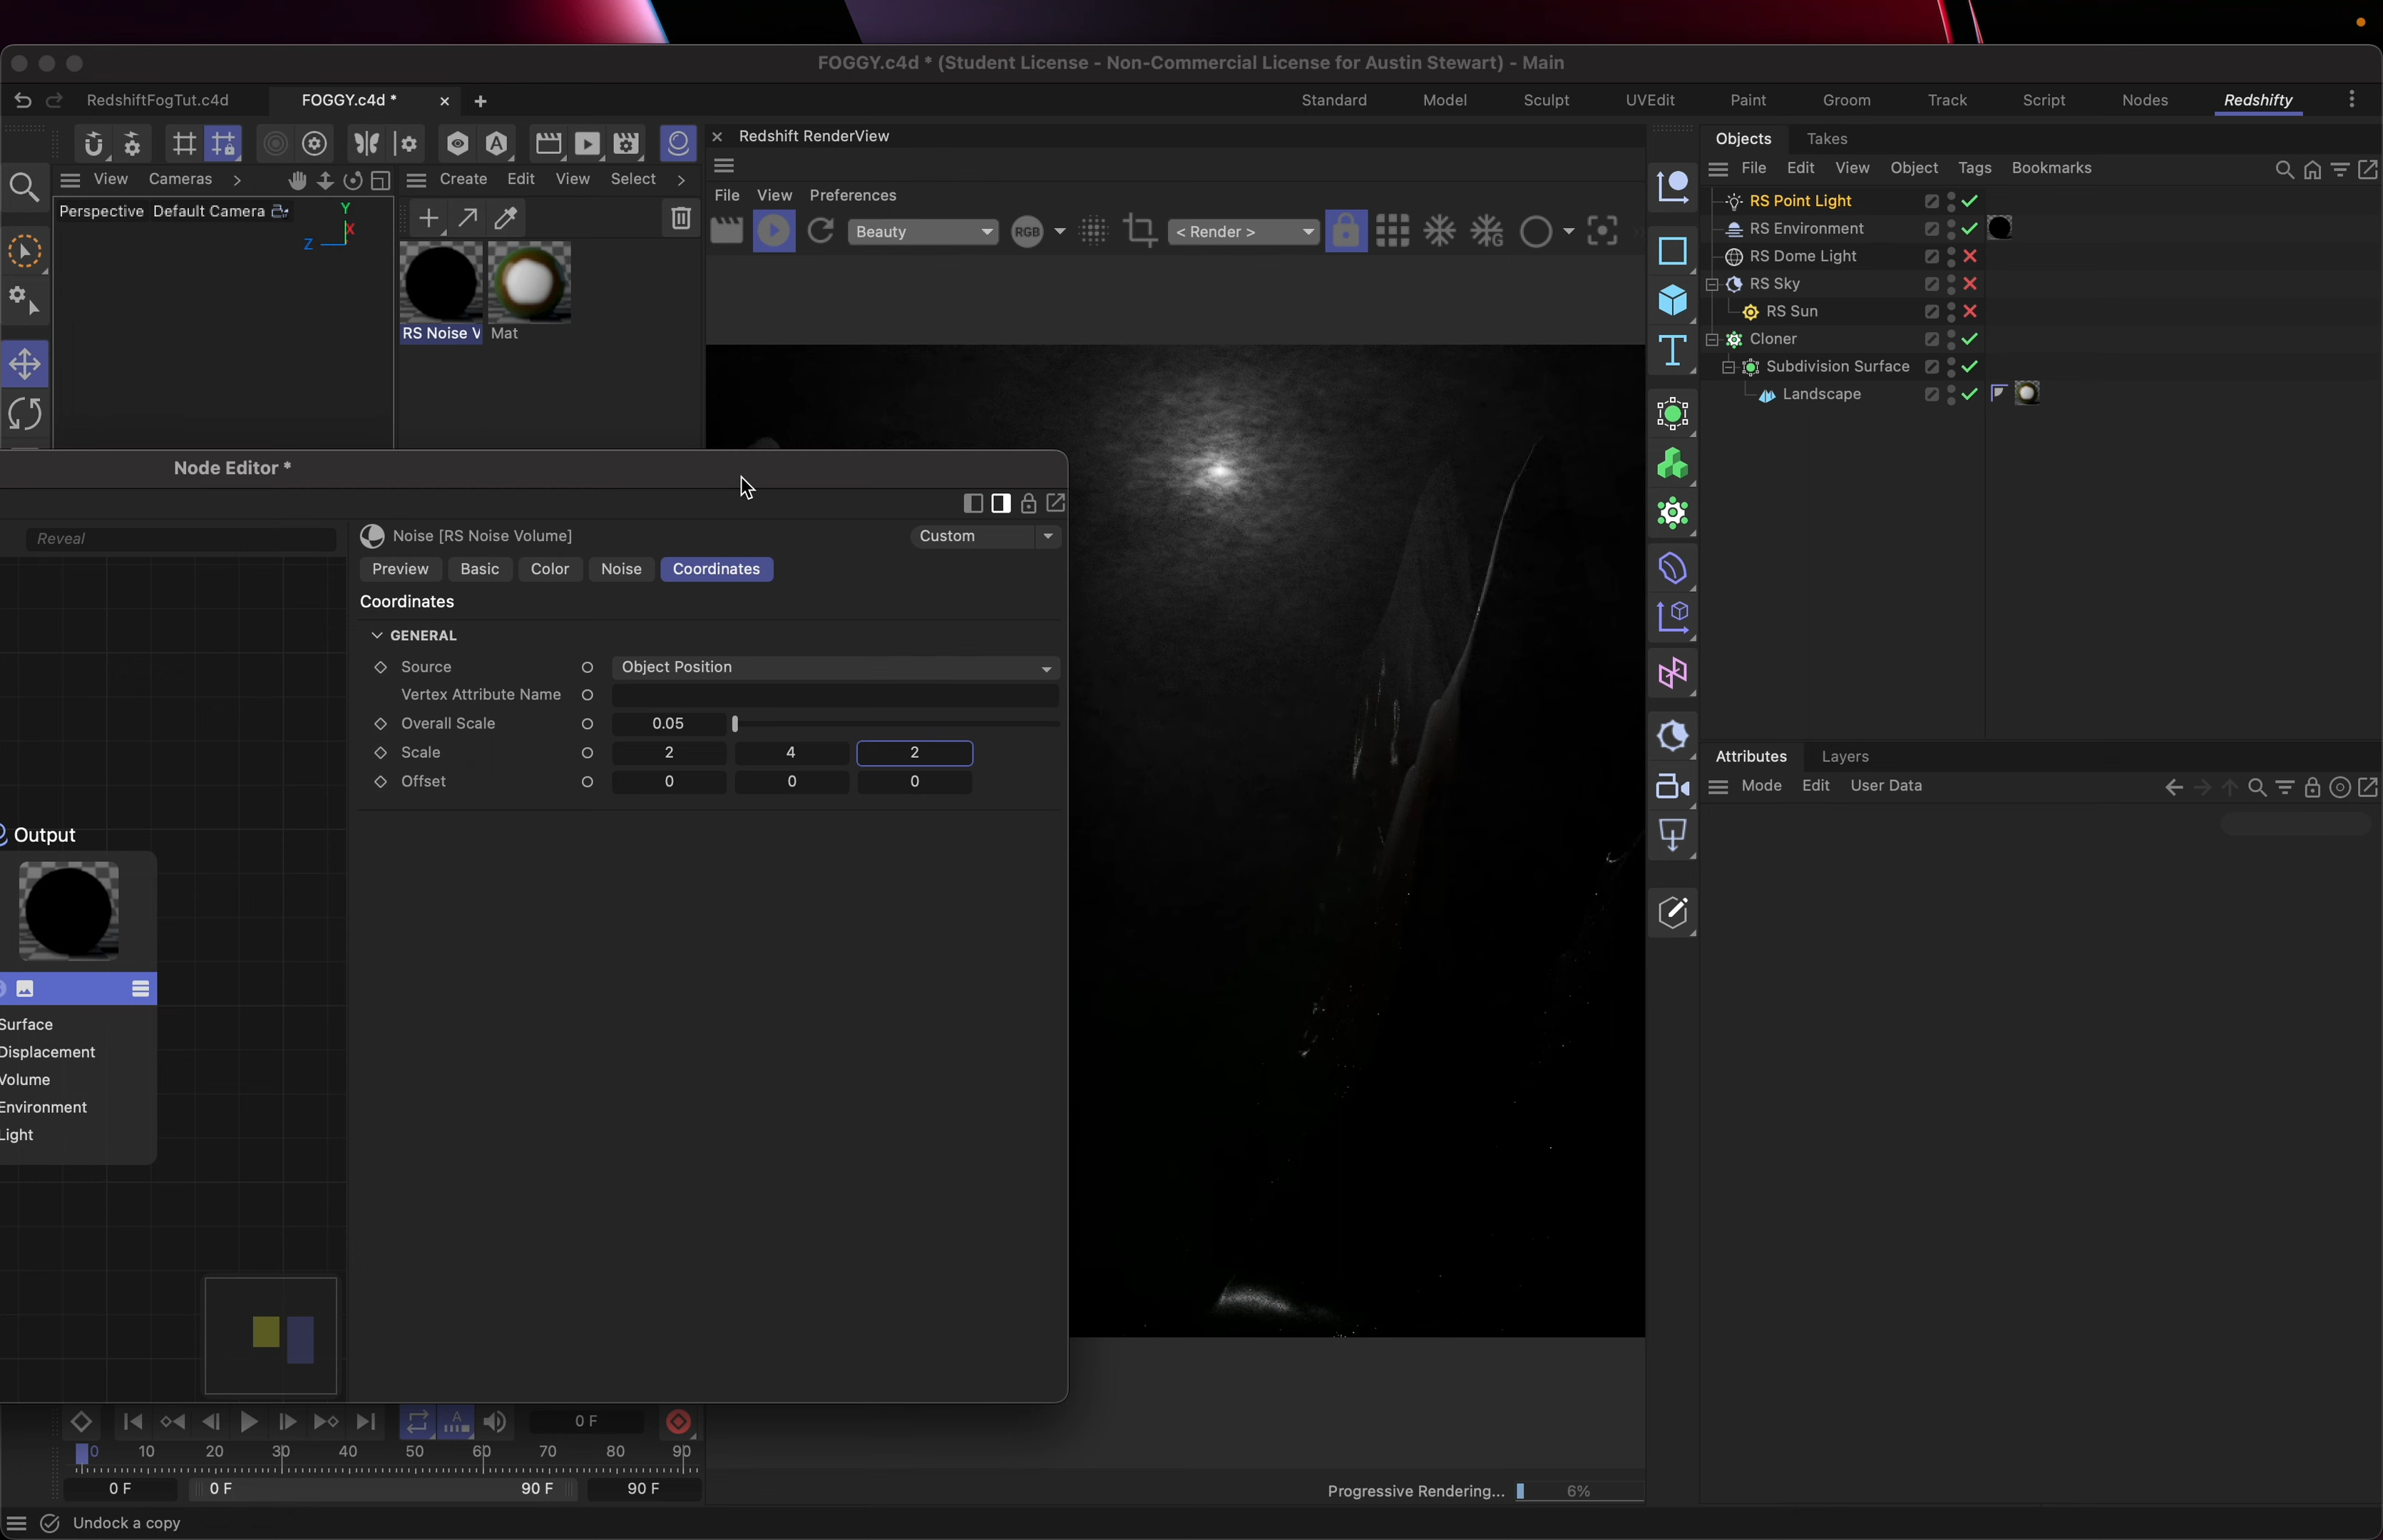 FOGGY.c4d * (Student License - Non-Commercial License for Austin Stewart) - Main
RedshiftFogTut.c4d
FOGGY.c4d *
Standard
Model
Sculpt
UVEdit
Paint
Groom
Track
Script
Nodes
Redshifty
View
Cameras
Perspective
Default Camera
Y
X
Z
Create
Edit
View
Select
RS Noise V
Mat
Redshift RenderView
File
View
Preferences
Beauty
RGB
< Render >
Objects
Takes
File
Edit
View
Object
Tags
Bookmarks
RS Point Light
RS Environment
RS Dome Light
RS Sky
RS Sun
Cloner
Subdivision Surface
Landscape
Node Editor *
Reveal
Noise [RS Noise Volume]
Custom
Preview
Basic
Color
Noise
Coordinates
Coordinates
GENERAL
Source
Object Position
Vertex Attribute Name
Overall Scale
0.05
Scale
2
4
2
Offset
0
0
0
Output
Surface
Displacement
Volume
Environment
Light
Attributes
Layers
Mode
Edit
User Data
0 F
0
10
20
30
40
50
60
70
80
90
0 F
0 F
90 F
90 F
Progressive Rendering...
6%
Undock a copy